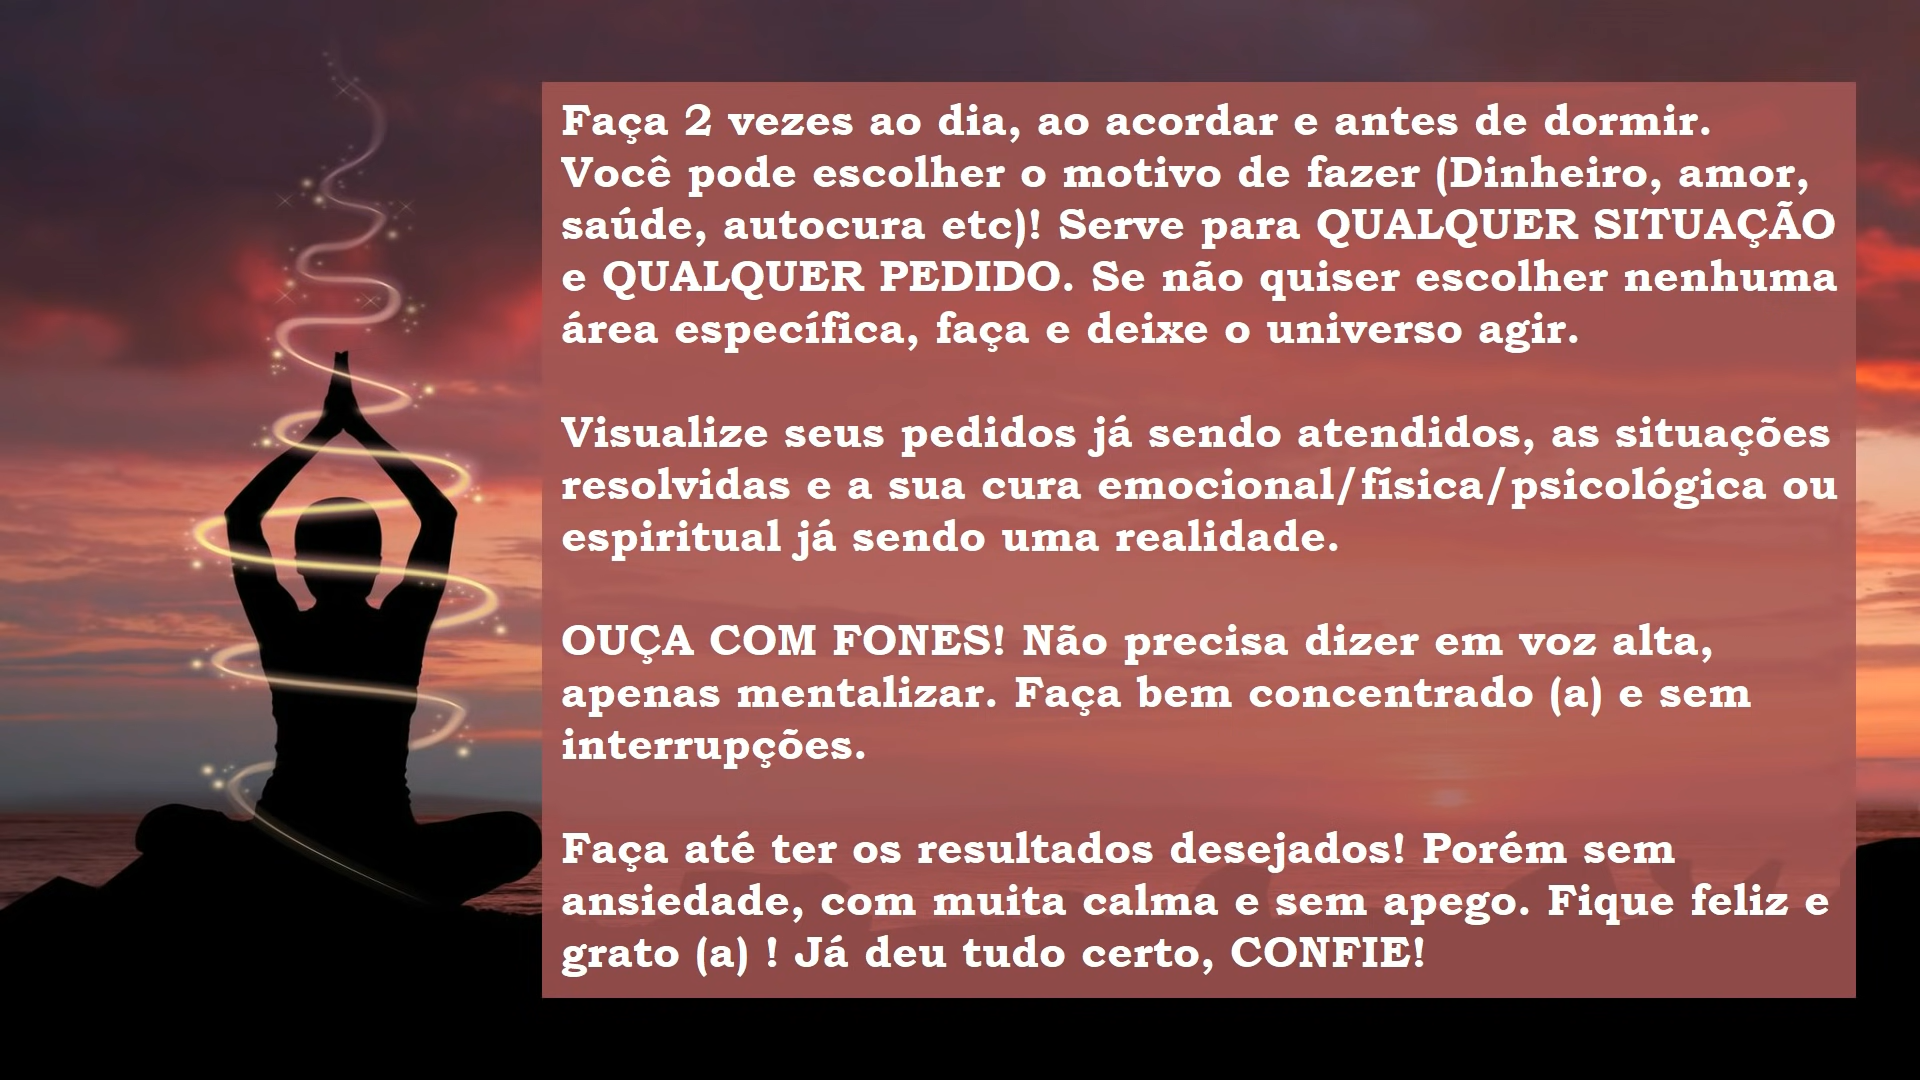 Faça 2 vezes ao dia, ao acordar e antes de dormir.
Você pode escolher o motivo de fazer (Dinheiro, amor,
saúde, autocura etc)! Serve para QUALQUER SITUAÇÃO
e QUALQUER PEDIDO. Se não quiser escolher nenhuma
área específica, faça e deixe o universo agir.
Visualize seus pedidos já sendo atendidos, as situações
resolvidas e a sua cura emocional/física/psicológica ou
espiritual já sendo uma realidade.
OUÇA COM FONES! Não precisa dizer em voz alta,
apenas mentalizar. Faça bem concentrado (a) e sem
interrupções.
Faça até ter os resultados desejados! Porém sem
ansiedade, com muita calma e sem apego. Fique feliz e
grato (a) ! Já deu tudo certo, CONFIE!